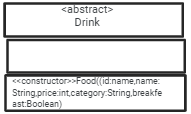 <abstract>
Drink
<<constructor>>Food((id:name,name:
String,price:int,category:String,breakfe
ast:Boolean)